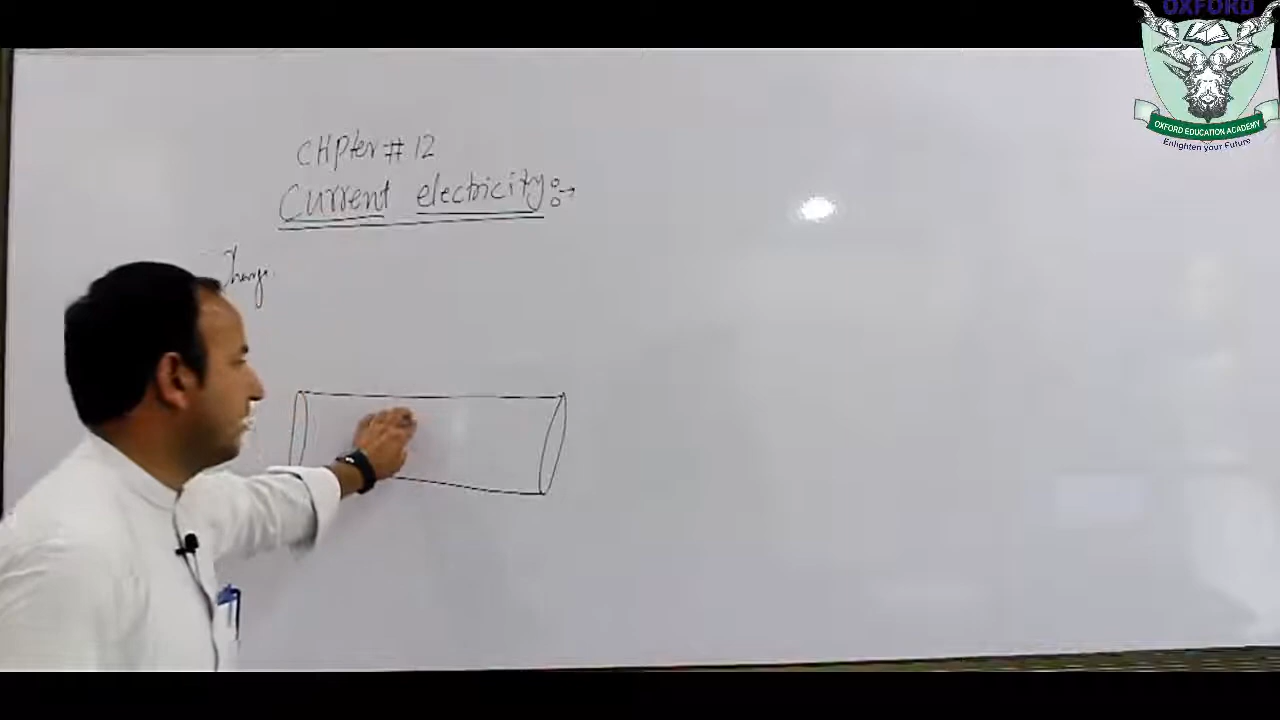 OXFORD
OXFORD EDUCATION ACADEMY
Enlighten your Future
CHPter # 12
Current electricity :→